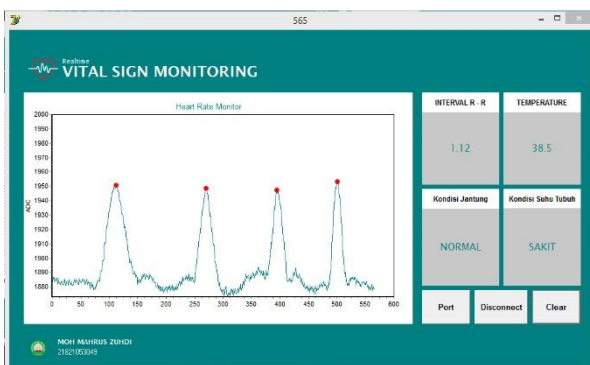 565
Realtime
VITAL SIGN MONITORING
Heart Rate Monitor
2000
1990
1980
1970
1960
1950
1940
1930
1920
1910
1900
1890
1880
ADC
0 50 100 150 200 250 300 350 400 450 500 550 600
INTERVAL R - R
1.12
TEMPERATURE
38.5
Kondisi Jantung
NORMAL
Kondisi Suhu Tubuh
SAKIT
Port Disconnect Clear
MOH MAHRUS ZUHDI
21821053049